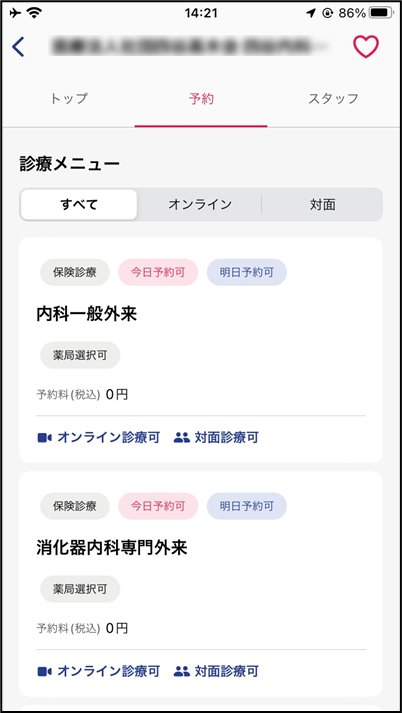 14:21
86%
トップ 予約 スタッフ
診療メニュー
すべて オンライン 対面
保険診療 今日予約可 明日予約可
内科一般外来
薬局選択可
予約料(税込) 0円
オンライン診療可 対面診療可
保険診療 今日予約可 明日予約可
消化器内科専門外来
薬局選択可
予約料(税込) 0円
オンライン診療可 対面診療可